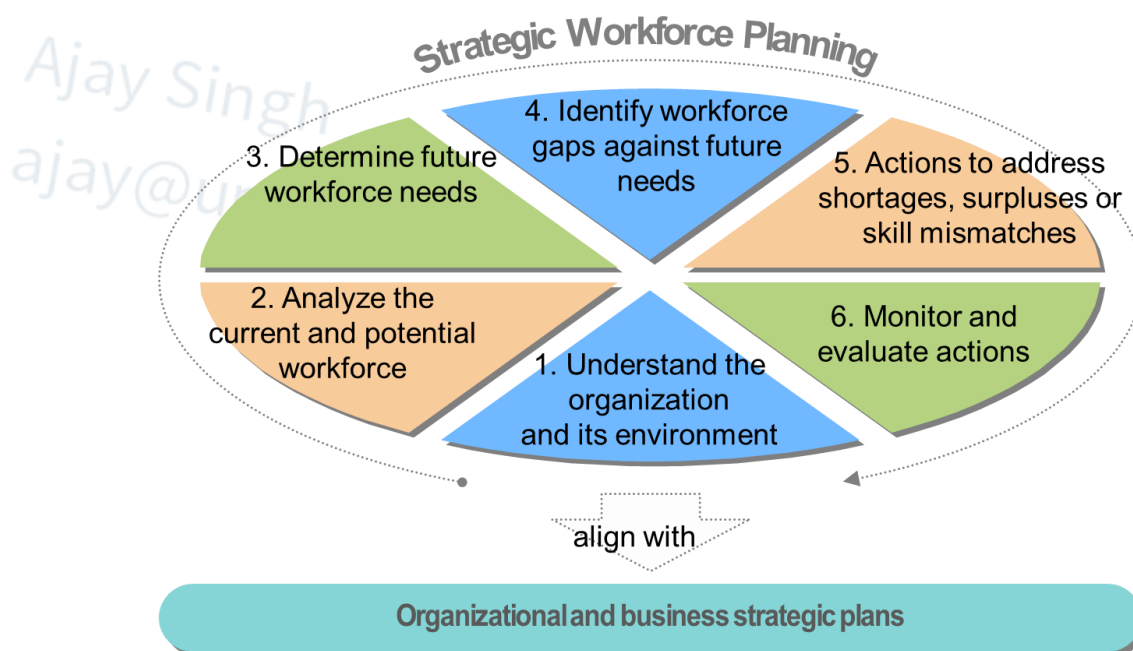 Strategic Workforce Planning
Ajay Singh
4. Identify workforce
gaps against future
needs
3. Determine future
workforce needs
5. Actions to address
shortages, surpluses or
skill mismatches
2. Analyze the
current and potential
workforce
6. Monitor and
evaluate actions
1. Understand the
organization
and its environment
align with
Organizational and business strategic plans